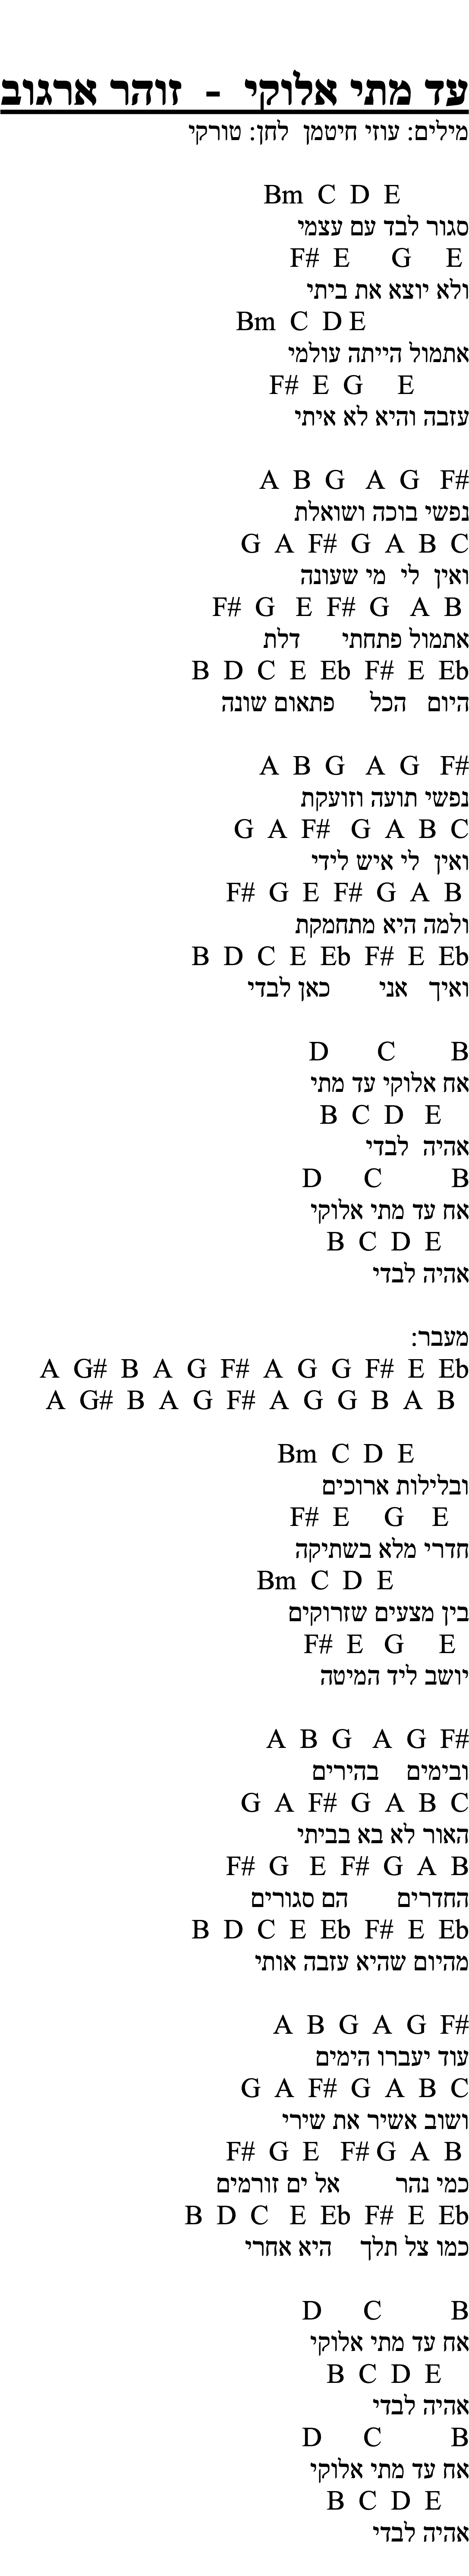 עד מתי אלוקי - זוהר ארגוב
מילים: עוזי חיטמן לחן: טורקי
Bm C D E
סגור לבד עם עצמי
F# E G E
ולא יוצא את ביתי
Bm C D E
אתמול הייתה עולמי
F# E G E
עזבה והיא לא איתי
A B G A G F#
נפשי בוכה ושואלת
G A F# G A B C
ואין לי מי שעונה
F# G E F# G A B
אתמול פתחתי דלת
B D C E Eb F# E Eb
היום הכל פתאום שונה
A B G A G F#
נפשי תועה וזועקת
G A F# G A B C
ואין לי איש לידי
F# G E F# G A B
ולמה היא מתחמקת
B D C E Eb F# E Eb
ואיך אני כאן לבדי
D C B
אח אלוקי עד מתי
B C D E
אהיה לבדי
D C B
אח עד מתי אלוקי
B C D E
אהיה לבדי
מעבר:
A G# B A G F# A G G F# E Eb
A G# B A G F# A G G B A B
Bm C D E
ובלילות ארוכים
F# E G E
חדרי מלא בשתיקה
Bm C D E
בין מצעים שזרוקים
F# E G E
יושב ליד המיטה
A B G A G F#
ובימים בהירים
G A F# G A B C
האור לא בא בביתי
F# G E F# G A B
החדרים הם סגורים
B D C E Eb F# E Eb
מהיום שהיא עזבה אותי
A B G A G F#
עוד יעברו הימים
G A F# G A B C
ושוב אשיר את שירי
F# G E F# G A B
כמי נהר אל ים זורמים
B D C E Eb F# E Eb
כמו צל תלך היא אחרי
D C B
אח עד מתי אלוקי
B C D E
אהיה לבדי
D C B
אח עד מתי אלוקי
B C D E
אהיה לבדי